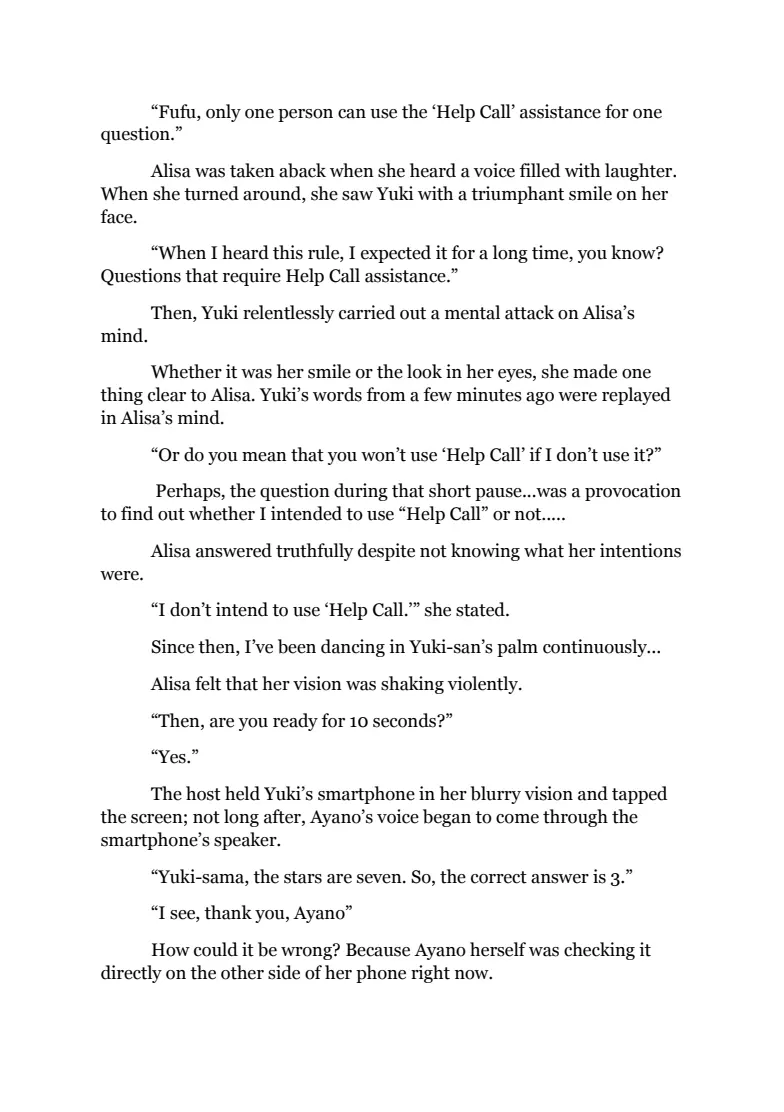 “Fufu, only one person can use the ‘Help Call’ assistance for one
question.”
Alisa was taken aback when she heard a voice filled with laughter.
When she turned around, she saw Yuki with a triumphant smile on her
face.
“When I heard this rule, I expected it for a long time, you know?
Questions that require Help Call assistance.”
Then, Yuki relentlessly carried out a mental attack on Alisa’s
mind.
Whether it was her smile or the look in her eyes, she made one
thing clear to Alisa. Yuki’s words from a few minutes ago were replayed
in Alisa’s mind.
“Or do you mean that you won’t use ‘Help Call’ if I don’t use it?”
Perhaps, the question during that short pause...was a provocation
to find out whether I intended to use “Help Call” or not.....
Alisa answered truthfully despite not knowing what her intentions
were.
“I don’t intend to use ‘Help Call.’” she stated.
Since then, I’ve been dancing in Yuki-san’s palm continuously...
Alisa felt that her vision was shaking violently.
“Then, are you ready for 10 seconds?”
“Yes.”
The host held Yuki’s smartphone in her blurry vision and tapped
the screen; not long after, Ayano’s voice began to come through the
smartphone’s speaker.
“Yuki-sama, the stars are seven. So, the correct answer is 3.”
“I see, thank you, Ayano”
How could it be wrong? Because Ayano herself was checking it
directly on the other side of her phone right now.